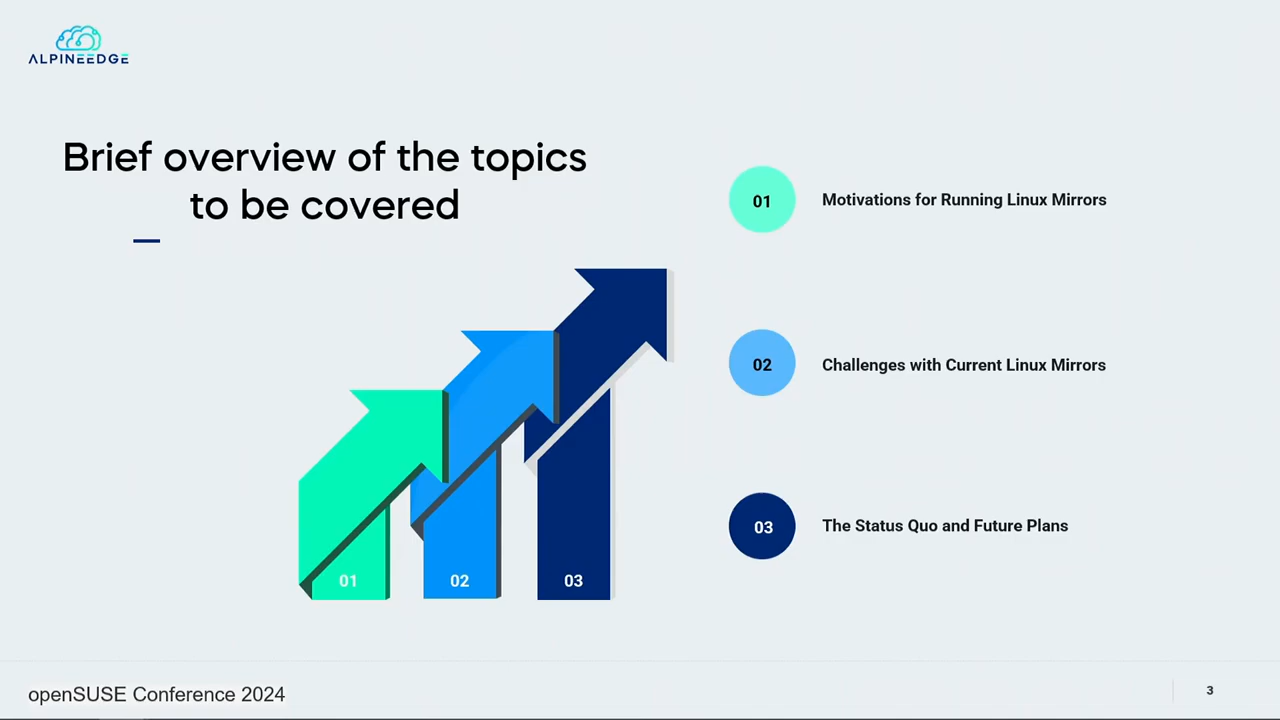 ALPINEEDGE
Brief overview of the topics
to be covered
01
Motivations for Running Linux Mirrors
02
Challenges with Current Linux Mirrors
03
The Status Quo and Future Plans
01
02
03
openSUSE Conference 2024
3